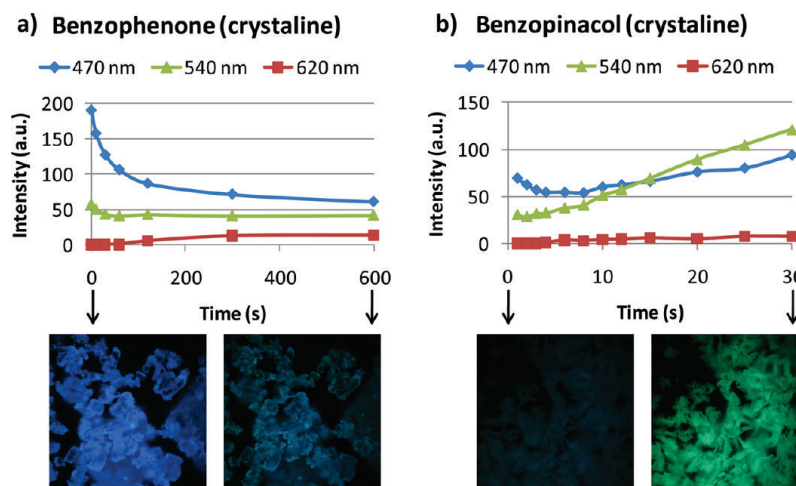 a) Benzophenone (crystaline)
470 nm 540 nm 620 nm
Intensity (a.u.)
200
150
100
50
0
0 200 400 600
Time (s)
b) Benzopinacol (crystaline)
470 nm 540 nm 620 nm
Intensity (a.u.)
150
100
50
0
0 10 20 30
Time (s)